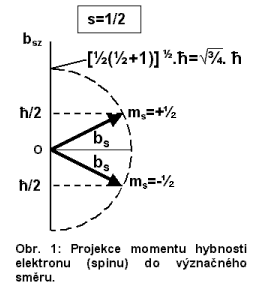 s=1/2
b_sz
[½(½+1)] ^½.ħ=√¾. ħ
ħ/2
m_s=+½
b_s
o
b_s
ħ/2
m_s=-½
Obr. 1: Projekce momentu hybnosti
elektronu (spinu) do význačného
směru.